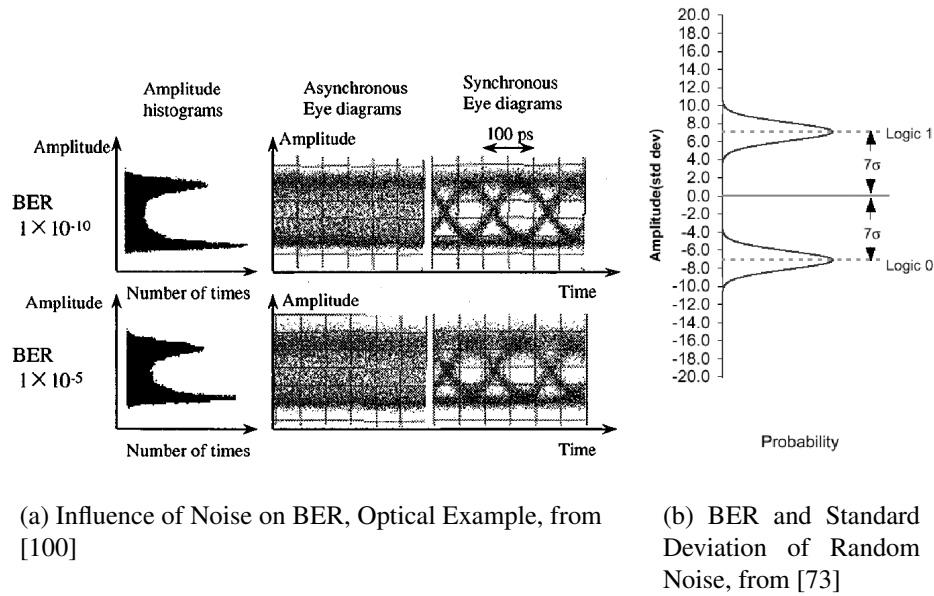 Amplitude
histograms
Asynchronous
Eye diagrams
Synchronous
Eye diagrams
100 ps
Amplitude
Amplitude
BER
1×10-10
Number of times
Time
Amplitude
Amplitude
BER
1×10-5
Number of times
Time
(a) Influence of Noise on BER, Optical Example, from
[100]
20.0
18.0
16.0
14.0
12.0
10.0
8.0
6.0
4.0
2.0
0.0
-2.0
-4.0
-6.0
-8.0
-10.0
-12.0
-14.0
-16.0
-18.0
-20.0
Amplitude(std dev)
Logic 1
7σ
7σ
Logic 0
Probability
(b) BER and Standard
Deviation of Random
Noise, from [73]